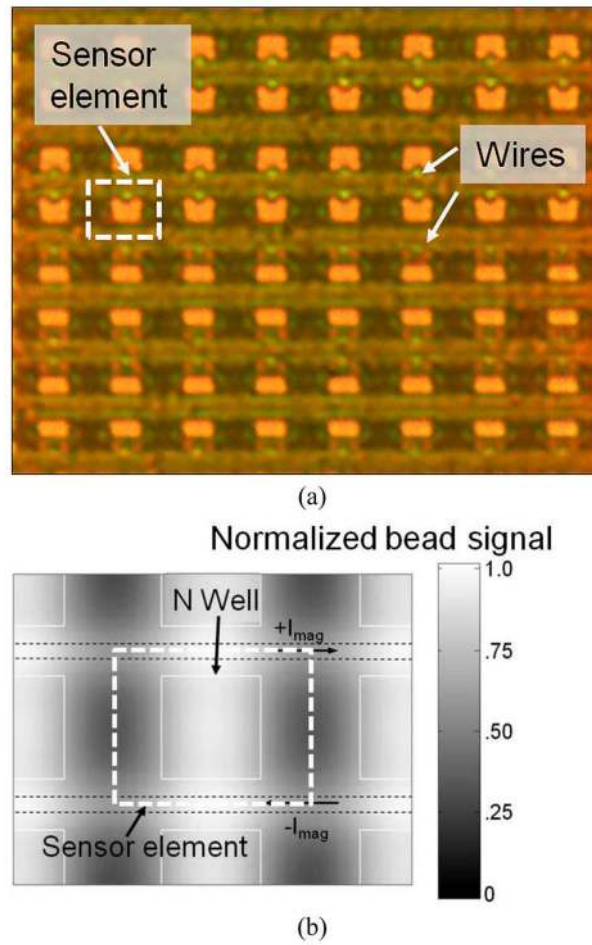 Sensor
element
Wires
(a)
Normalized bead signal
N Well
+Imag
1.0
.75
.50
.25
0
-Imag
Sensor element
(b)